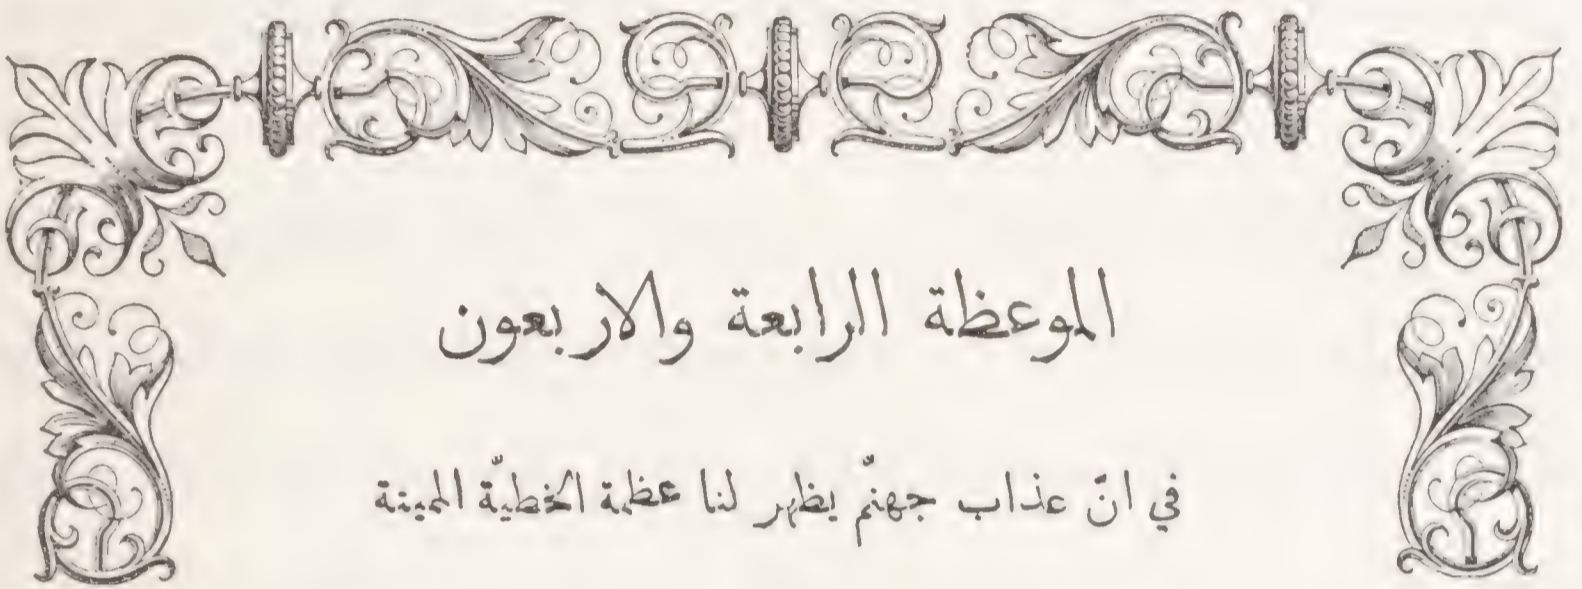 الموعظة الرابعة والاربعون
في انّ عذاب جهنّم يظهر لنا عظمة الخطيّة المميتة